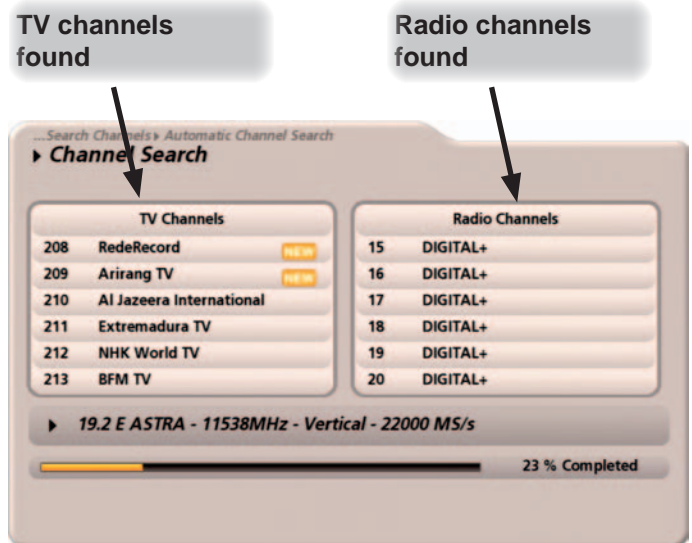 TV channels
found
Radio channels
found
...Search Channels ▸ Automatic Channel Search
▸ Channel Search
TV Channels
208 RedeRecord NEW
209 Arirang TV NEW
210 Al Jazeera International
211 Extremadura TV
212 NHK World TV
213 BFM TV
Radio Channels
15 DIGITAL+
16 DIGITAL+
17 DIGITAL+
18 DIGITAL+
19 DIGITAL+
20 DIGITAL+
▸ 19.2 E ASTRA - 11538MHz - Vertical - 22000 MS/s
23 % Completed